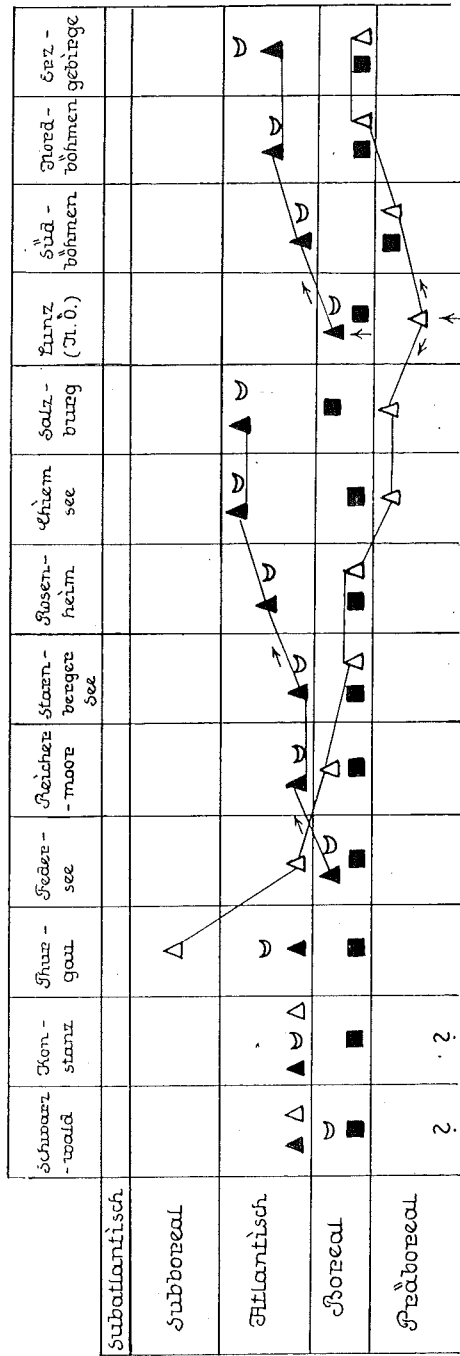 Schwarz
-wald
Kon-
stanz
Thur-
gau
Feder-
see
Reicher
-moor
Starn-
berger
see
Rosen-
heim
Chiem
see
Salz-
burg
Lunz
(N.Ö.)
Süd-
böhmen
Nord-
böhmen
Erz-
gebirge
Subatlantisch
Subboreal
Atlantisch
Boreal
Präboreal
?
?